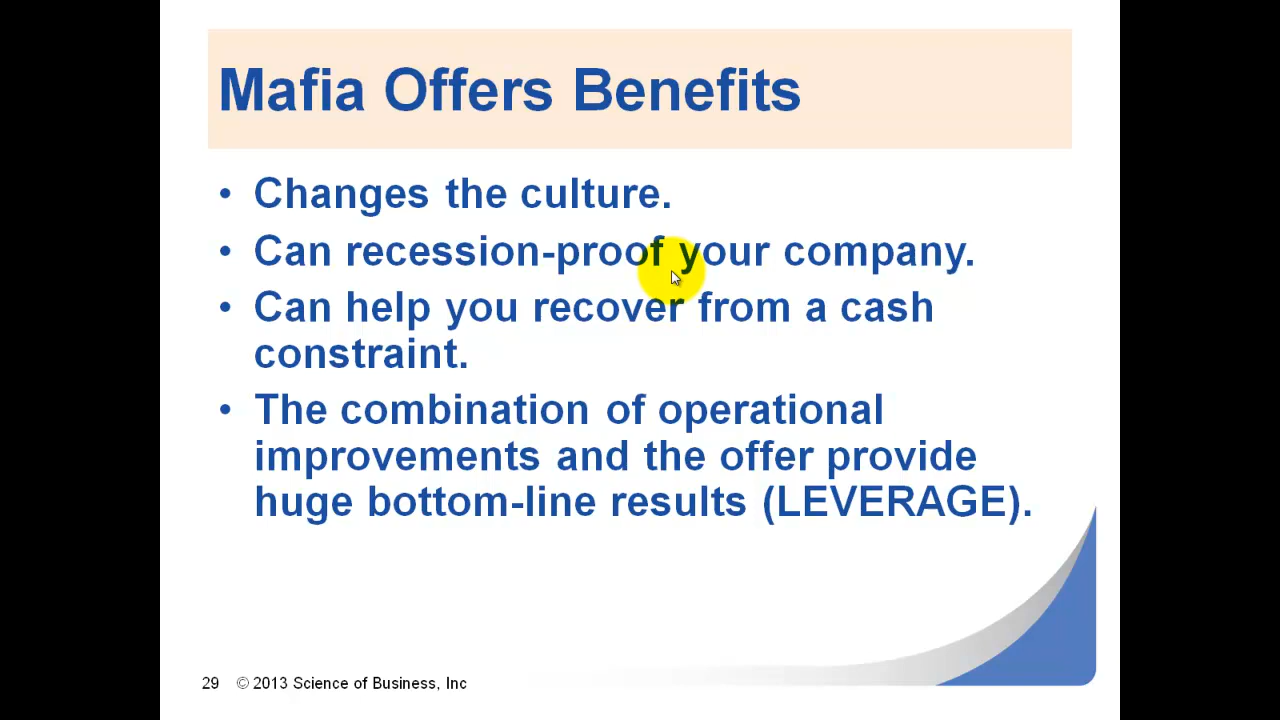 Mafia Offers Benefits
• Changes the culture.
• Can recession-proof your company.
• Can help you recover from a cash
constraint.
• The combination of operational
improvements and the offer provide
huge bottom-line results (LEVERAGE).
29 © 2013 Science of Business, Inc